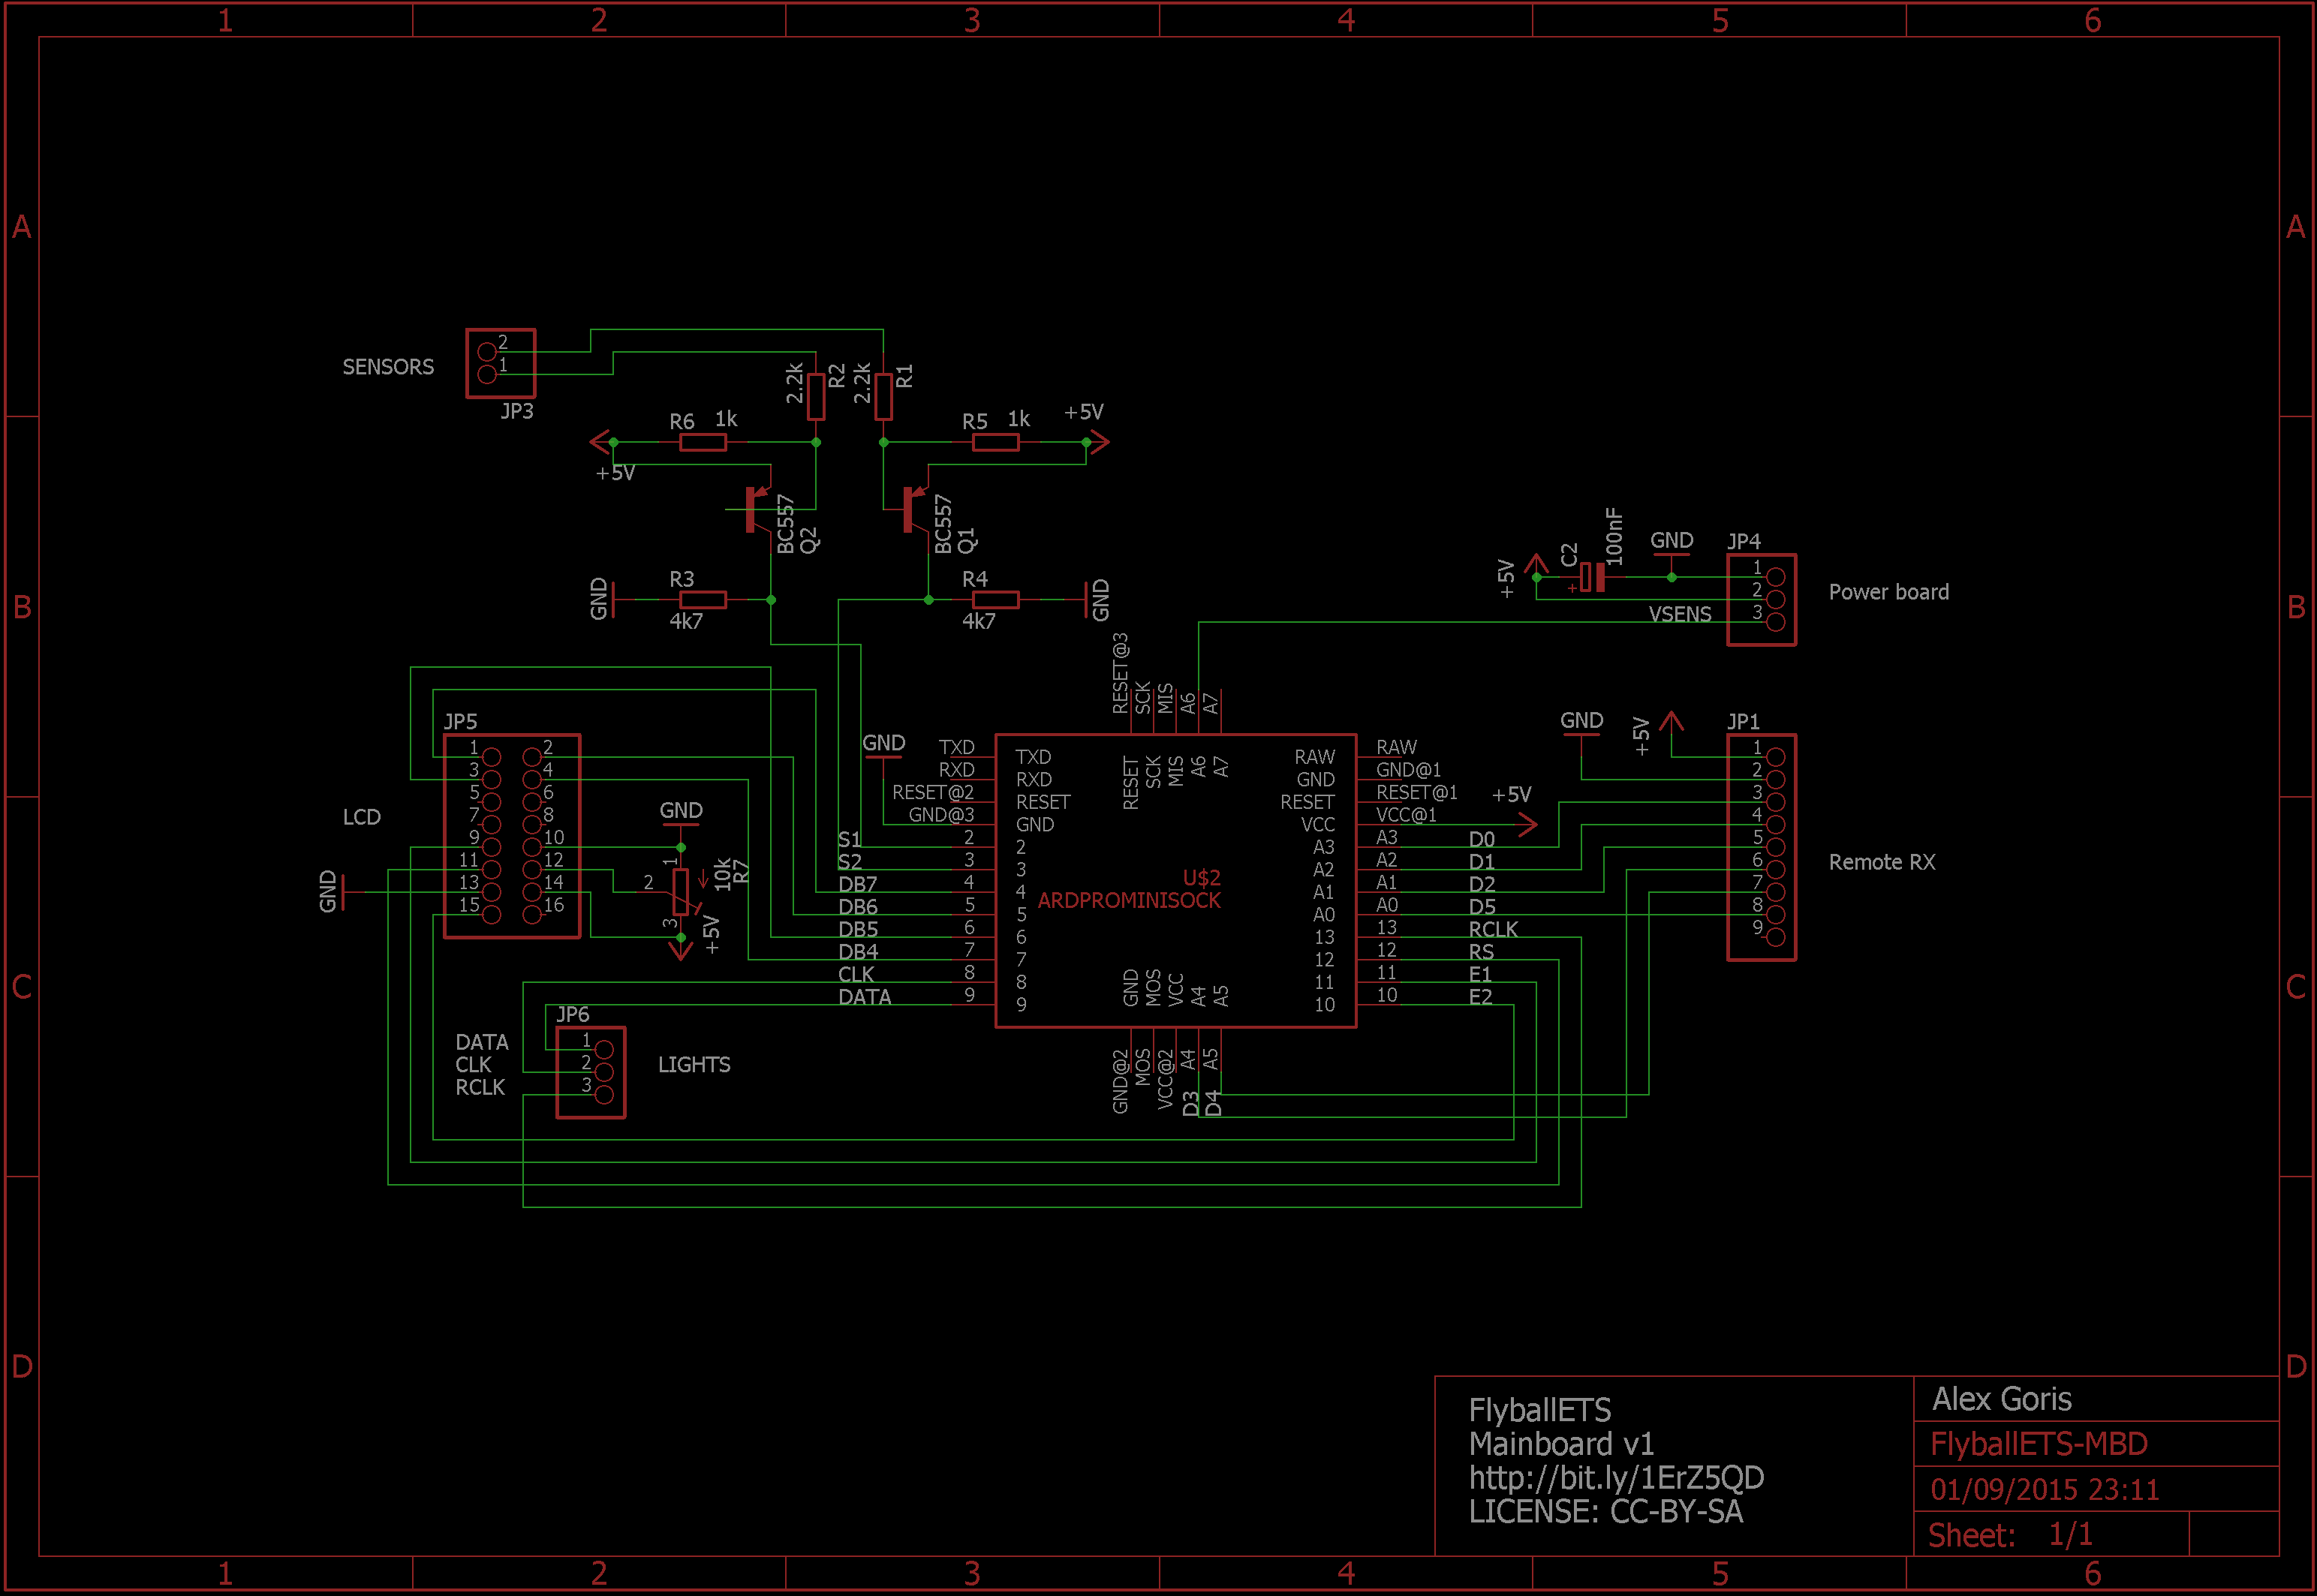 1 2 3 4 5 6
A A
SENSORS
2
1
JP3
2.2k R2
2.2k R1
R6 1k
+5V
R5 1k
+5V
BC557
Q2
BC557
Q1
GND
R3
4k7
R4
4k7
GND
B B
+5V
C2
100nF
GND
JP4
1
2
3
VSENS
Power board
JP5
1 2
3 4
5 6
7 8
9 10
11 12
13 14
15 16
LCD
GND
GND
1
2
3
10k
R7
+5V
GND
RESET@3
SCK
MIS
A6
A7
TXD
RXD
RESET@2
GND@3
S1 2
S2 3
DB7 4
DB6 5
DB5 6
DB4 7
CLK 8
DATA 9
TXD
RXD
RESET
GND
2
3
4
5
6
7
8
9
RESET
SCK
MIS
A6
A7
U$2
ARDPROMINISOCK
GND
MOS
VCC
A4
A5
RAW
GND
RESET
VCC
A3
A2
A1
A0
13
12
11
10
RAW
GND@1
RESET@1
VCC@1
+5V
A3 D0
A2 D1
A1 D2
A0 D5
13 RCLK
12 RS
11 E1
10 E2
GND@2
MOS
VCC@2
A4
A5
D3
D4
GND
+5V
JP1
1
2
3
4
5
6
7
8
9
Remote RX
C C
JP6
DATA 1
CLK 2
RCLK 3
LIGHTS
D D
FlyballETS
Mainboard v1
http://bit.ly/1ErZ5QD
LICENSE: CC-BY-SA
Alex Goris
FlyballETS-MBD
01/09/2015 23:11
Sheet: 1/1
1 2 3 4 5 6